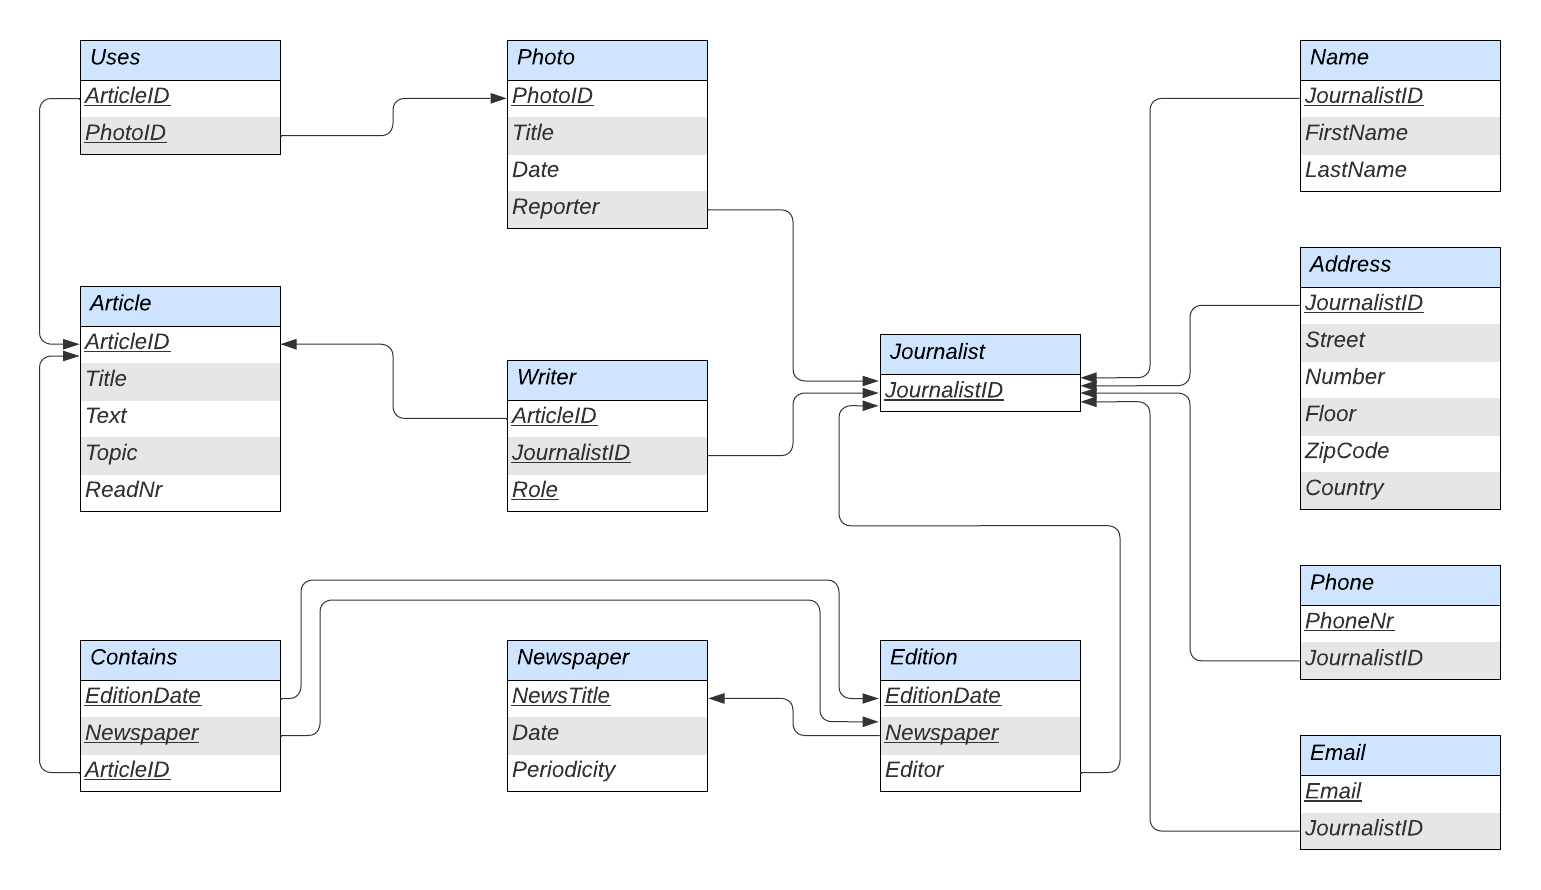 Uses
ArticleID
PhotoID
Photo
PhotoID
Title
Date
Reporter
Name
JournalistID
FirstName
LastName
Article
ArticleID
Title
Text
Topic
ReadNr
Writer
ArticleID
JournalistID
Role
Journalist
JournalistID
Address
JournalistID
Street
Number
Floor
ZipCode
Country
Phone
PhoneNr
JournalistID
Contains
EditionDate
Newspaper
ArticleID
Newspaper
NewsTitle
Date
Periodicity
Edition
EditionDate
Newspaper
Editor
Email
Email
JournalistID